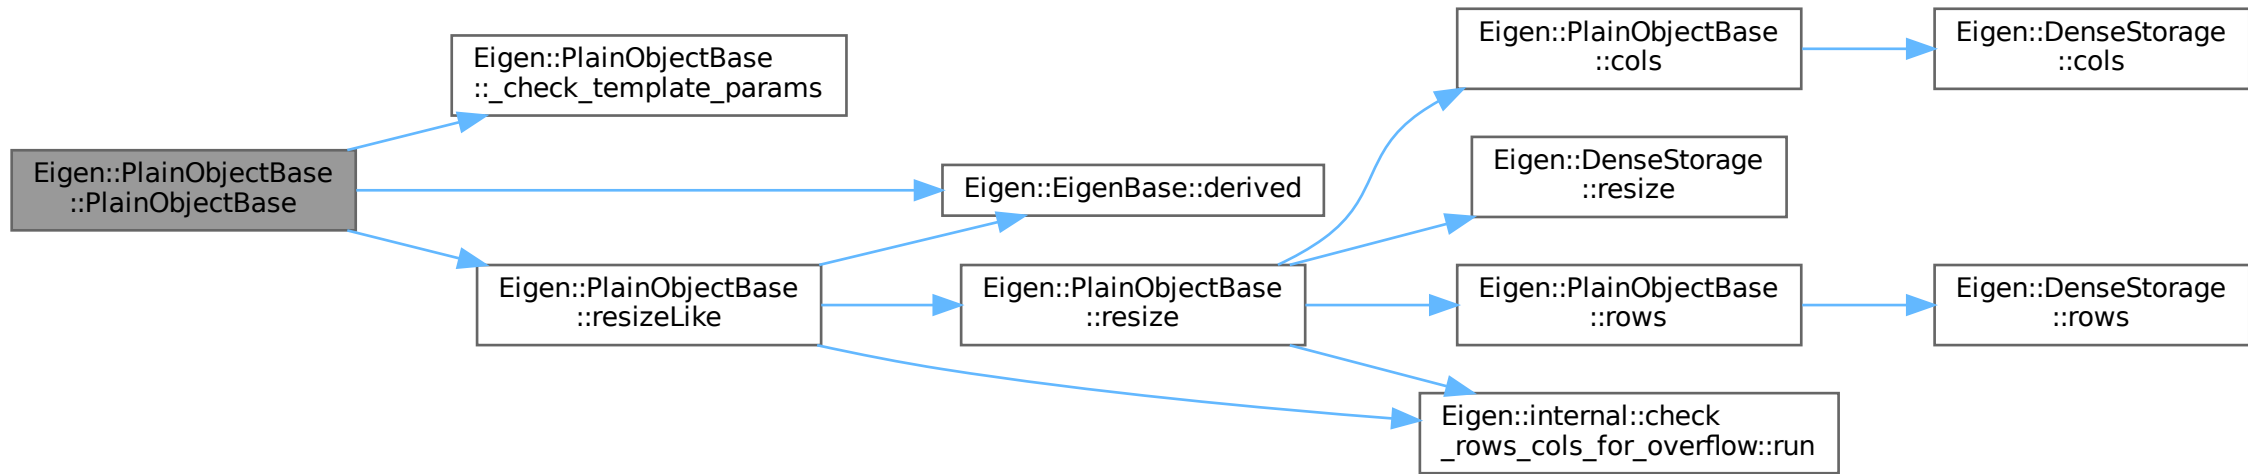 Eigen::PlainObjectBase
::PlainObjectBase
Eigen::PlainObjectBase
::_check_template_params
Eigen::EigenBase::derived
Eigen::PlainObjectBase
::resizeLike
Eigen::PlainObjectBase
::resize
Eigen::PlainObjectBase
::cols
Eigen::DenseStorage
::cols
Eigen::DenseStorage
::resize
Eigen::PlainObjectBase
::rows
Eigen::DenseStorage
::rows
Eigen::internal::check
_rows_cols_for_overflow::run